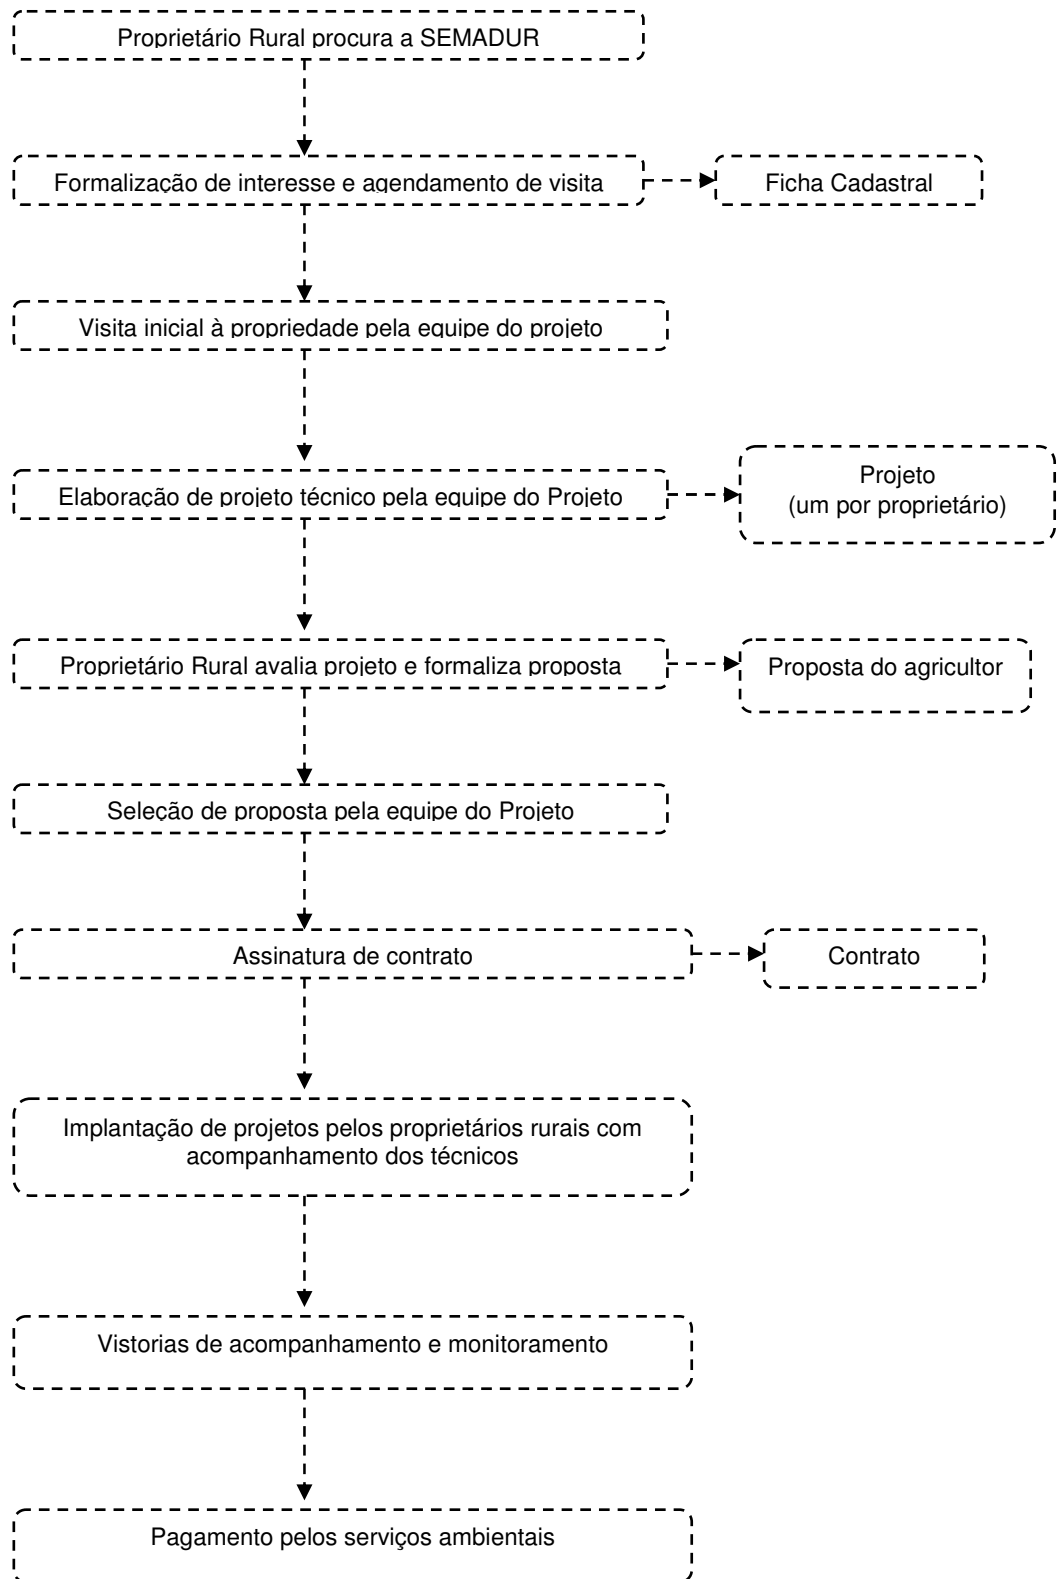 Proprietário Rural procura a SEMADUR
Formalização de interesse e agendamento de visita
Ficha Cadastral
Visita inicial à propriedade pela equipe do projeto
Elaboração de projeto técnico pela equipe do Projeto
Projeto
(um por proprietário)
Proprietário Rural avalia projeto e formaliza proposta
Proposta do agricultor
Seleção de proposta pela equipe do Projeto
Assinatura de contrato
Contrato
Implantação de projetos pelos proprietários rurais com
acompanhamento dos técnicos
Vistorias de acompanhamento e monitoramento
Pagamento pelos serviços ambientais